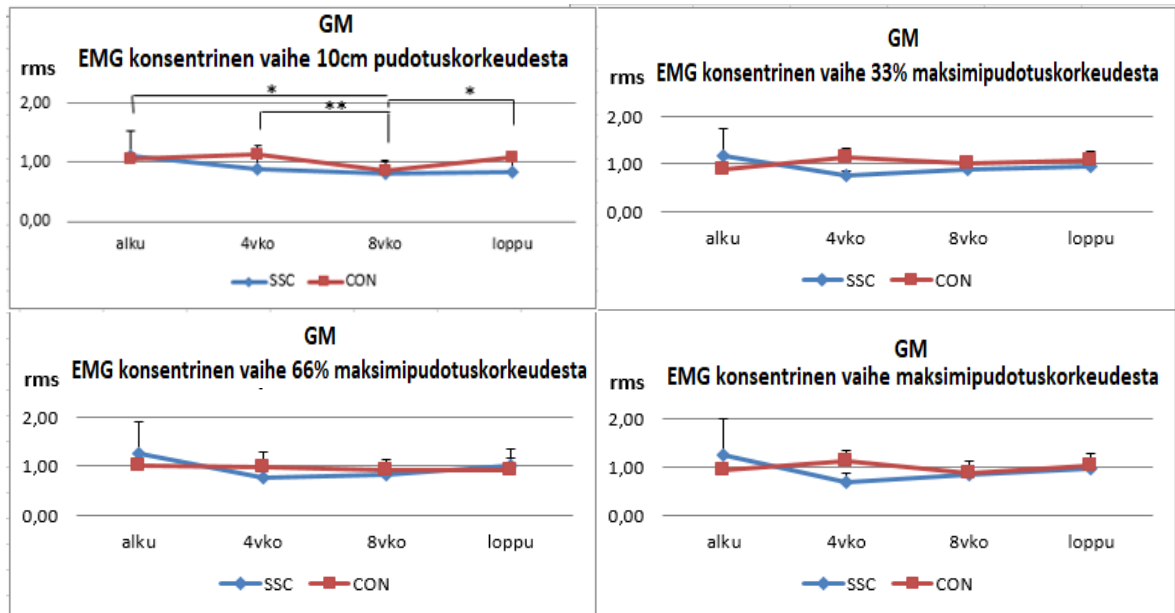 GM
EMG konsentrinen vaihe 10cm pudotuskorkeudesta
rms
*
**
*
2,00
1,00
0,00
alku 4vko 8vko loppu
SSC CON
GM
EMG konsentrinen vaihe 33% maksimipudotuskorkeudesta
rms
2,00
1,00
0,00
alku 4vko 8vko loppu
SSC CON
GM
EMG konsentrinen vaihe 66% maksimipudotuskorkeudesta
rms
2,00
1,00
0,00
alku 4vko 8vko loppu
SSC CON
GM
EMG konsentrinen vaihe maksimipudotuskorkeudesta
rms
2,00
1,00
0,00
alku 4vko 8vko loppu
SSC CON